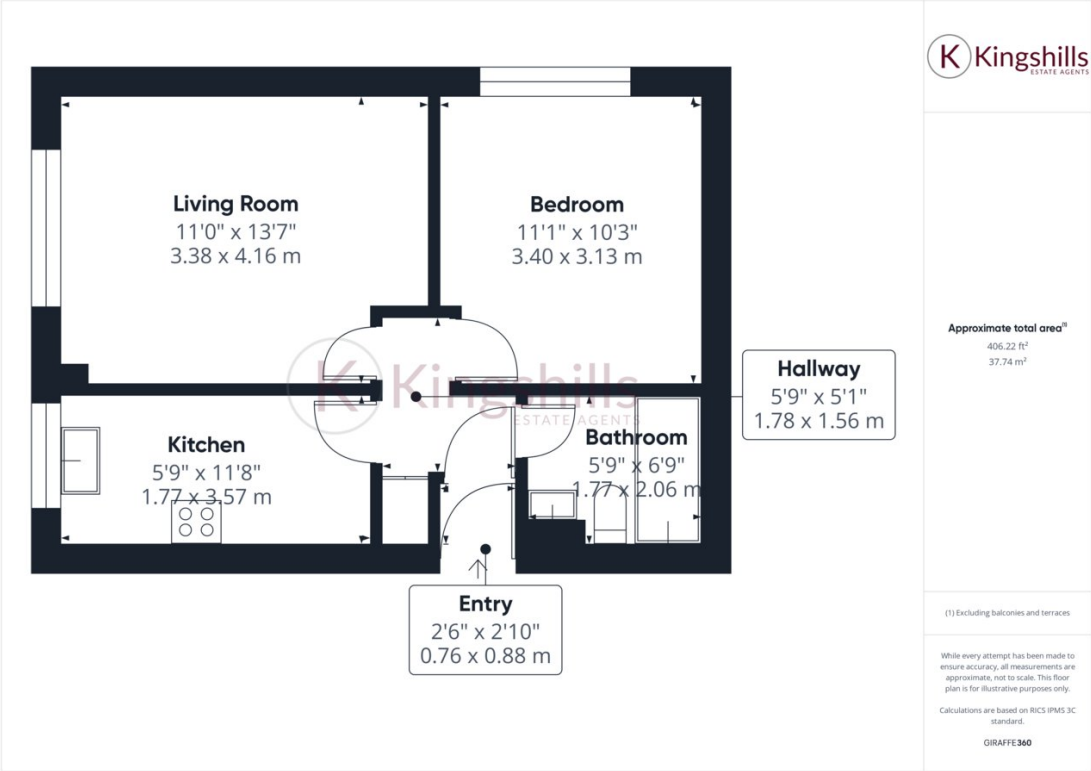 Living Room
11'0" x 13'7"
3.38 x 4.16 m
Bedroom
11'1" x 10'3"
3.40 x 3.13 m
Kingshills
ESTATE AGENTS
Kitchen
5'9" x 11'8"
1.77 x 3.57 m
Bathroom
5'9" x 6'9"
1.77 x 2.06 m
Hallway
5'9" x 5'1"
1.78 x 1.56 m
Entry
2'6" x 2'10"
0.76 x 0.88 m
K Kingshills
ESTATE AGENTS
Approximate total area(1)
406.22 ft²
37.74 m²
(1) Excluding balconies and terraces
While every attempt has been made to
ensure accuracy, all measurements are
approximate, not to scale. This floor
plan is for illustrative purposes only.
Calculations are based on RICS IPMS 3C
standard.
GIRAFFE360